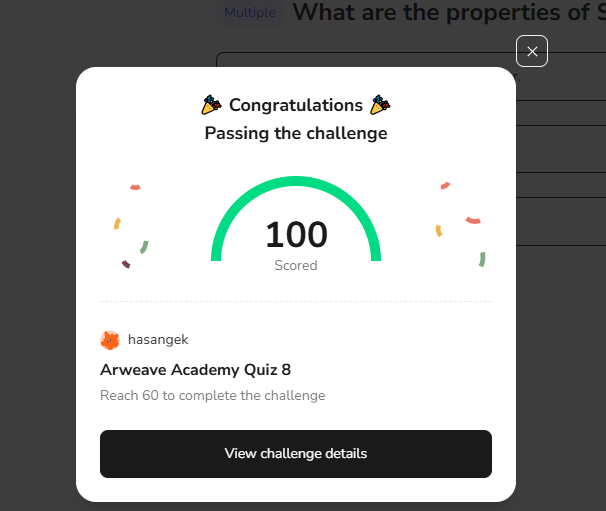 Multiple What are the properties of S
r.
Congratulations
Passing the challenge
100
Scored
hasangek
Arweave Academy Quiz 8
Reach 60 to complete the challenge
View challenge details